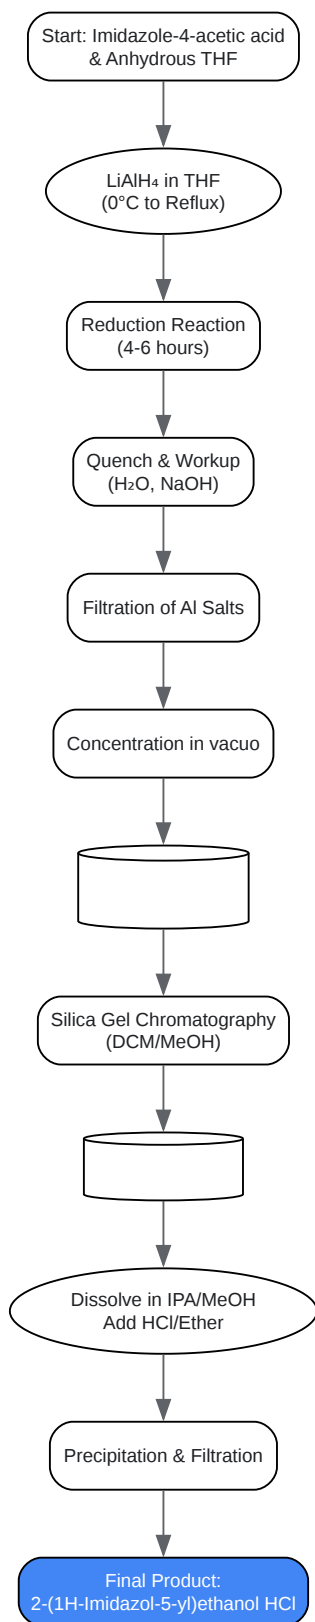 Start: Imidazole-4-acetic acid
& Anhydrous THF
LiAlH₄ in THF
(0°C to Reflux)
Reduction Reaction
(4-6 hours)
Quench & Workup
(H₂O, NaOH)
Filtration of Al Salts
Concentration in vacuo
Silica Gel Chromatography
(DCM/MeOH)
Dissolve in IPA/MeOH
Add HCl/Ether
Precipitation & Filtration
Final Product:
2-(1H-Imidazol-5-yl)ethanol HCl